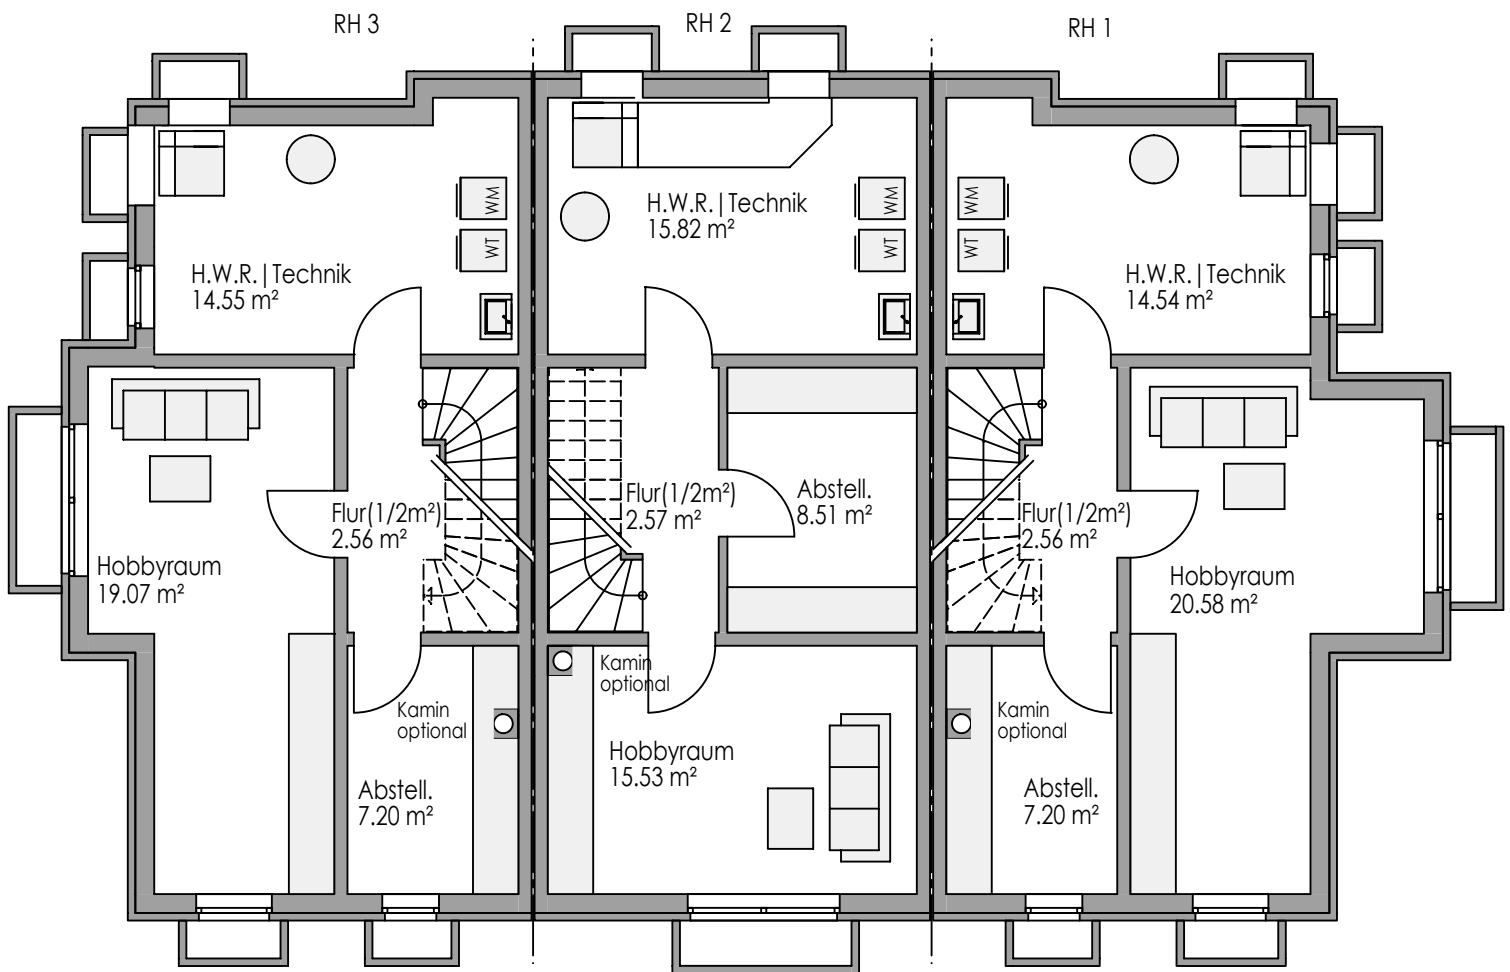 RH 3
RH 2
RH 1
H.W.R.|Technik
14.55 m²
WM
WT
H.W.R.|Technik
15.82 m²
WM
WT
WM
WT
H.W.R.|Technik
14.54 m²
Flur(1/2m²)
2.56 m²
Hobbyraum
19.07 m²
Kamin
optional
Abstell.
7.20 m²
Flur(1/2m²)
2.57 m²
Abstell.
8.51 m²
Kamin
optional
Hobbyraum
15.53 m²
Flur(1/2m²)
2.56 m²
Hobbyraum
20.58 m²
Kamin
optional
Abstell.
7.20 m²